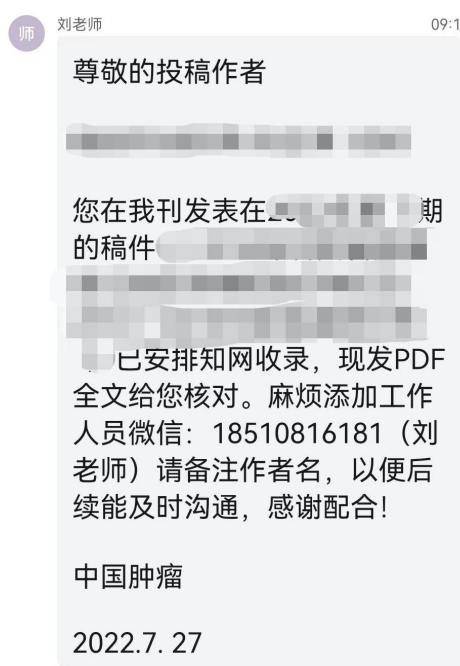 师
刘老师
09:1
尊敬的投稿作者
您在我刊发表在
期
的稿件
已安排知网收录，现发PDF
全文给您核对。麻烦添加工作
人员微信：18510816181（刘
老师）请备注作者名，以便后
续能及时沟通，感谢配合！
中国肿瘤
2022.7. 27